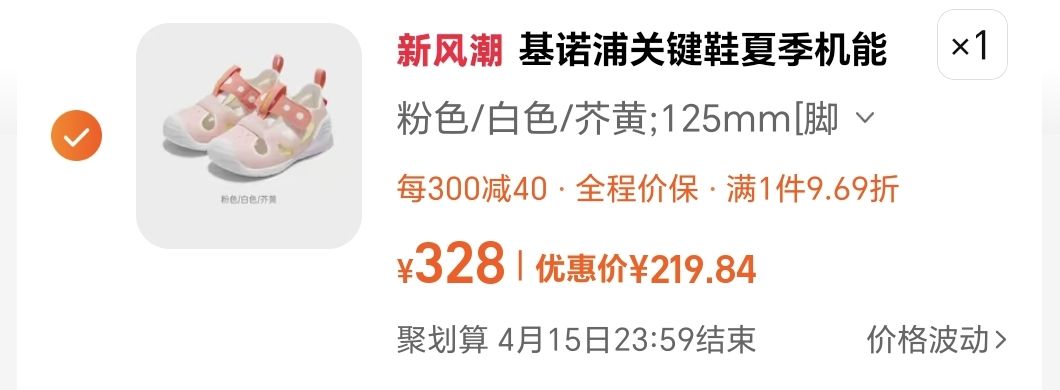 新风潮 基诺浦关键鞋夏季机能
×1
粉色/白色/芥黄;125mm[脚
每300减40 · 全程价保 · 满1件9.69折
¥328 | 优惠价¥219.84
聚划算 4月15日23:59结束
价格波动>
粉色/白色/芥黄